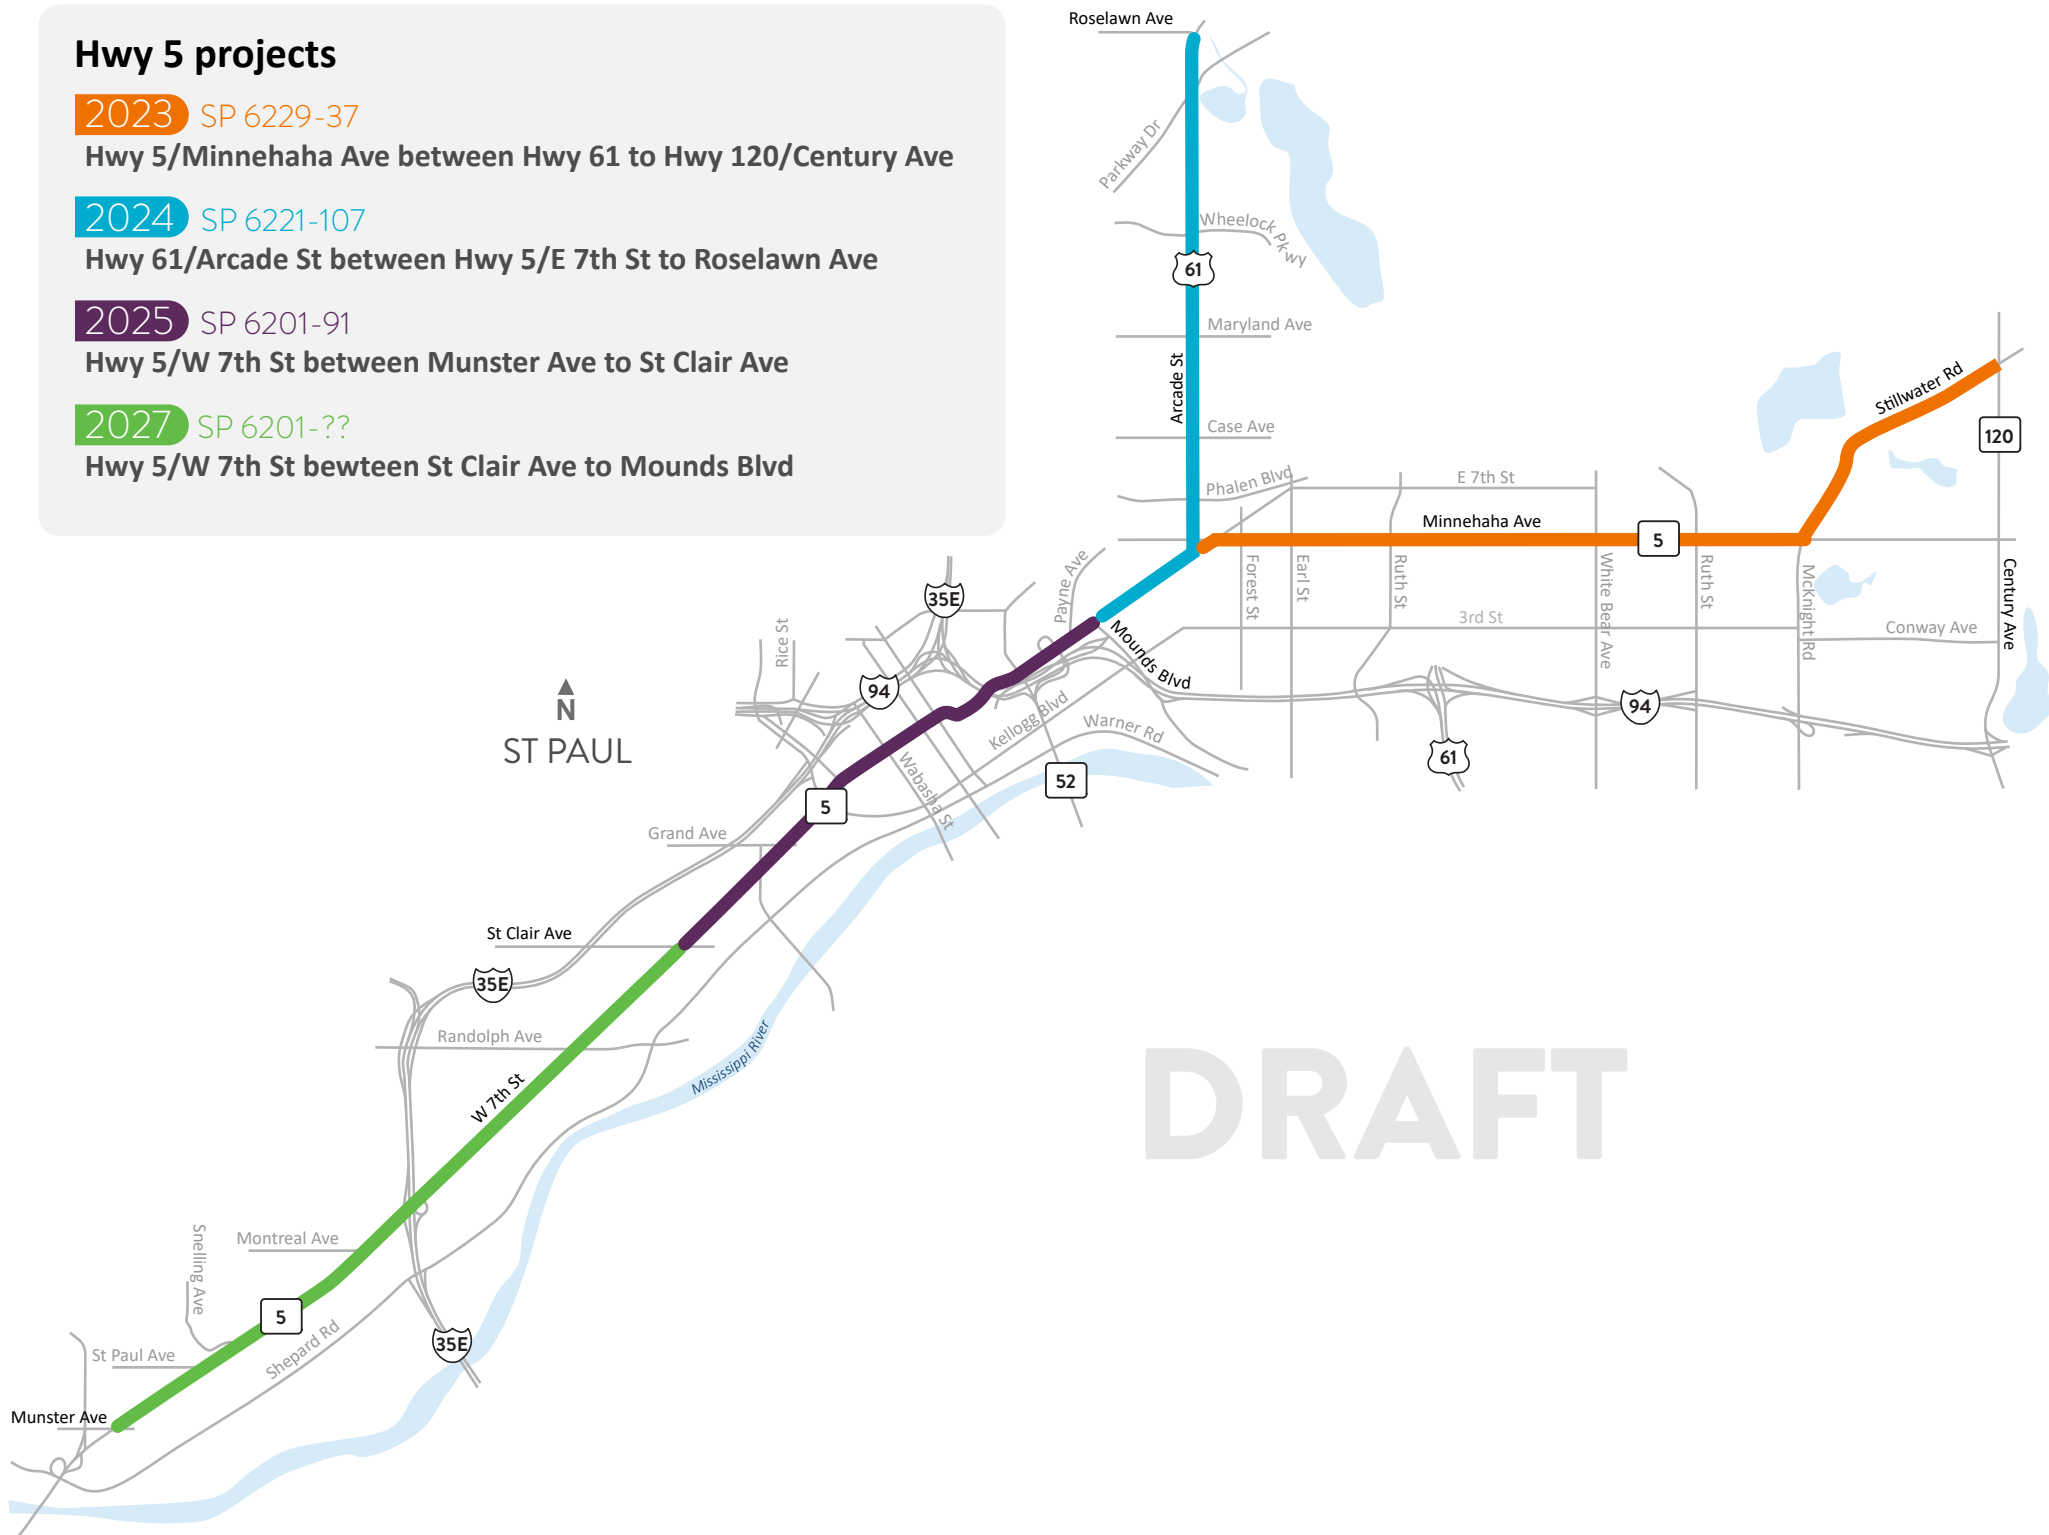 Hwy 5 projects
2023 SP 6229-37
Hwy 5/Minnehaha Ave between Hwy 61 to Hwy 120/Century Ave
2024 SP 6221-107
Hwy 61/Arcade St between Hwy 5/E 7th St to Roselawn Ave
2025 SP 6201-91
Hwy 5/W 7th St between Munster Ave to St Clair Ave
2027 SP 6201-??
Hwy 5/W 7th St bewteen St Clair Ave to Mounds Blvd
Roselawn Ave
Parkway Dr
Wheelock Pkwy
61
Maryland Ave
Arcade St
Case Ave
Phalen Blvd
E 7th St
Stillwater Rd
120
Minnehaha Ave
5
Payne Ave
Forest St
Earl St
Ruth St
White Bear Ave
Ruth St
McKnight Rd
Century Ave
3rd St
Conway Ave
35E
Rice St
Mounds Blvd
94
94
N
ST PAUL
Kellogg Blvd
Warner Rd
61
52
Wabasha St
5
Grand Ave
St Clair Ave
35E
Randolph Ave
Mississippi River
W 7th St
DRAFT
Montreal Ave
Snelling Ave
5
Shepard Rd
35E
St Paul Ave
Munster Ave